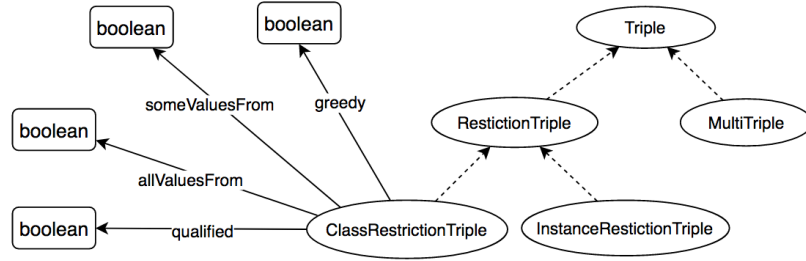 boolean
boolean
Triple
someValuesFrom
greedy
RestictionTriple
MultiTriple
boolean
allValuesFrom
boolean
qualified
ClassRestrictionTriple
InstanceRestictionTriple